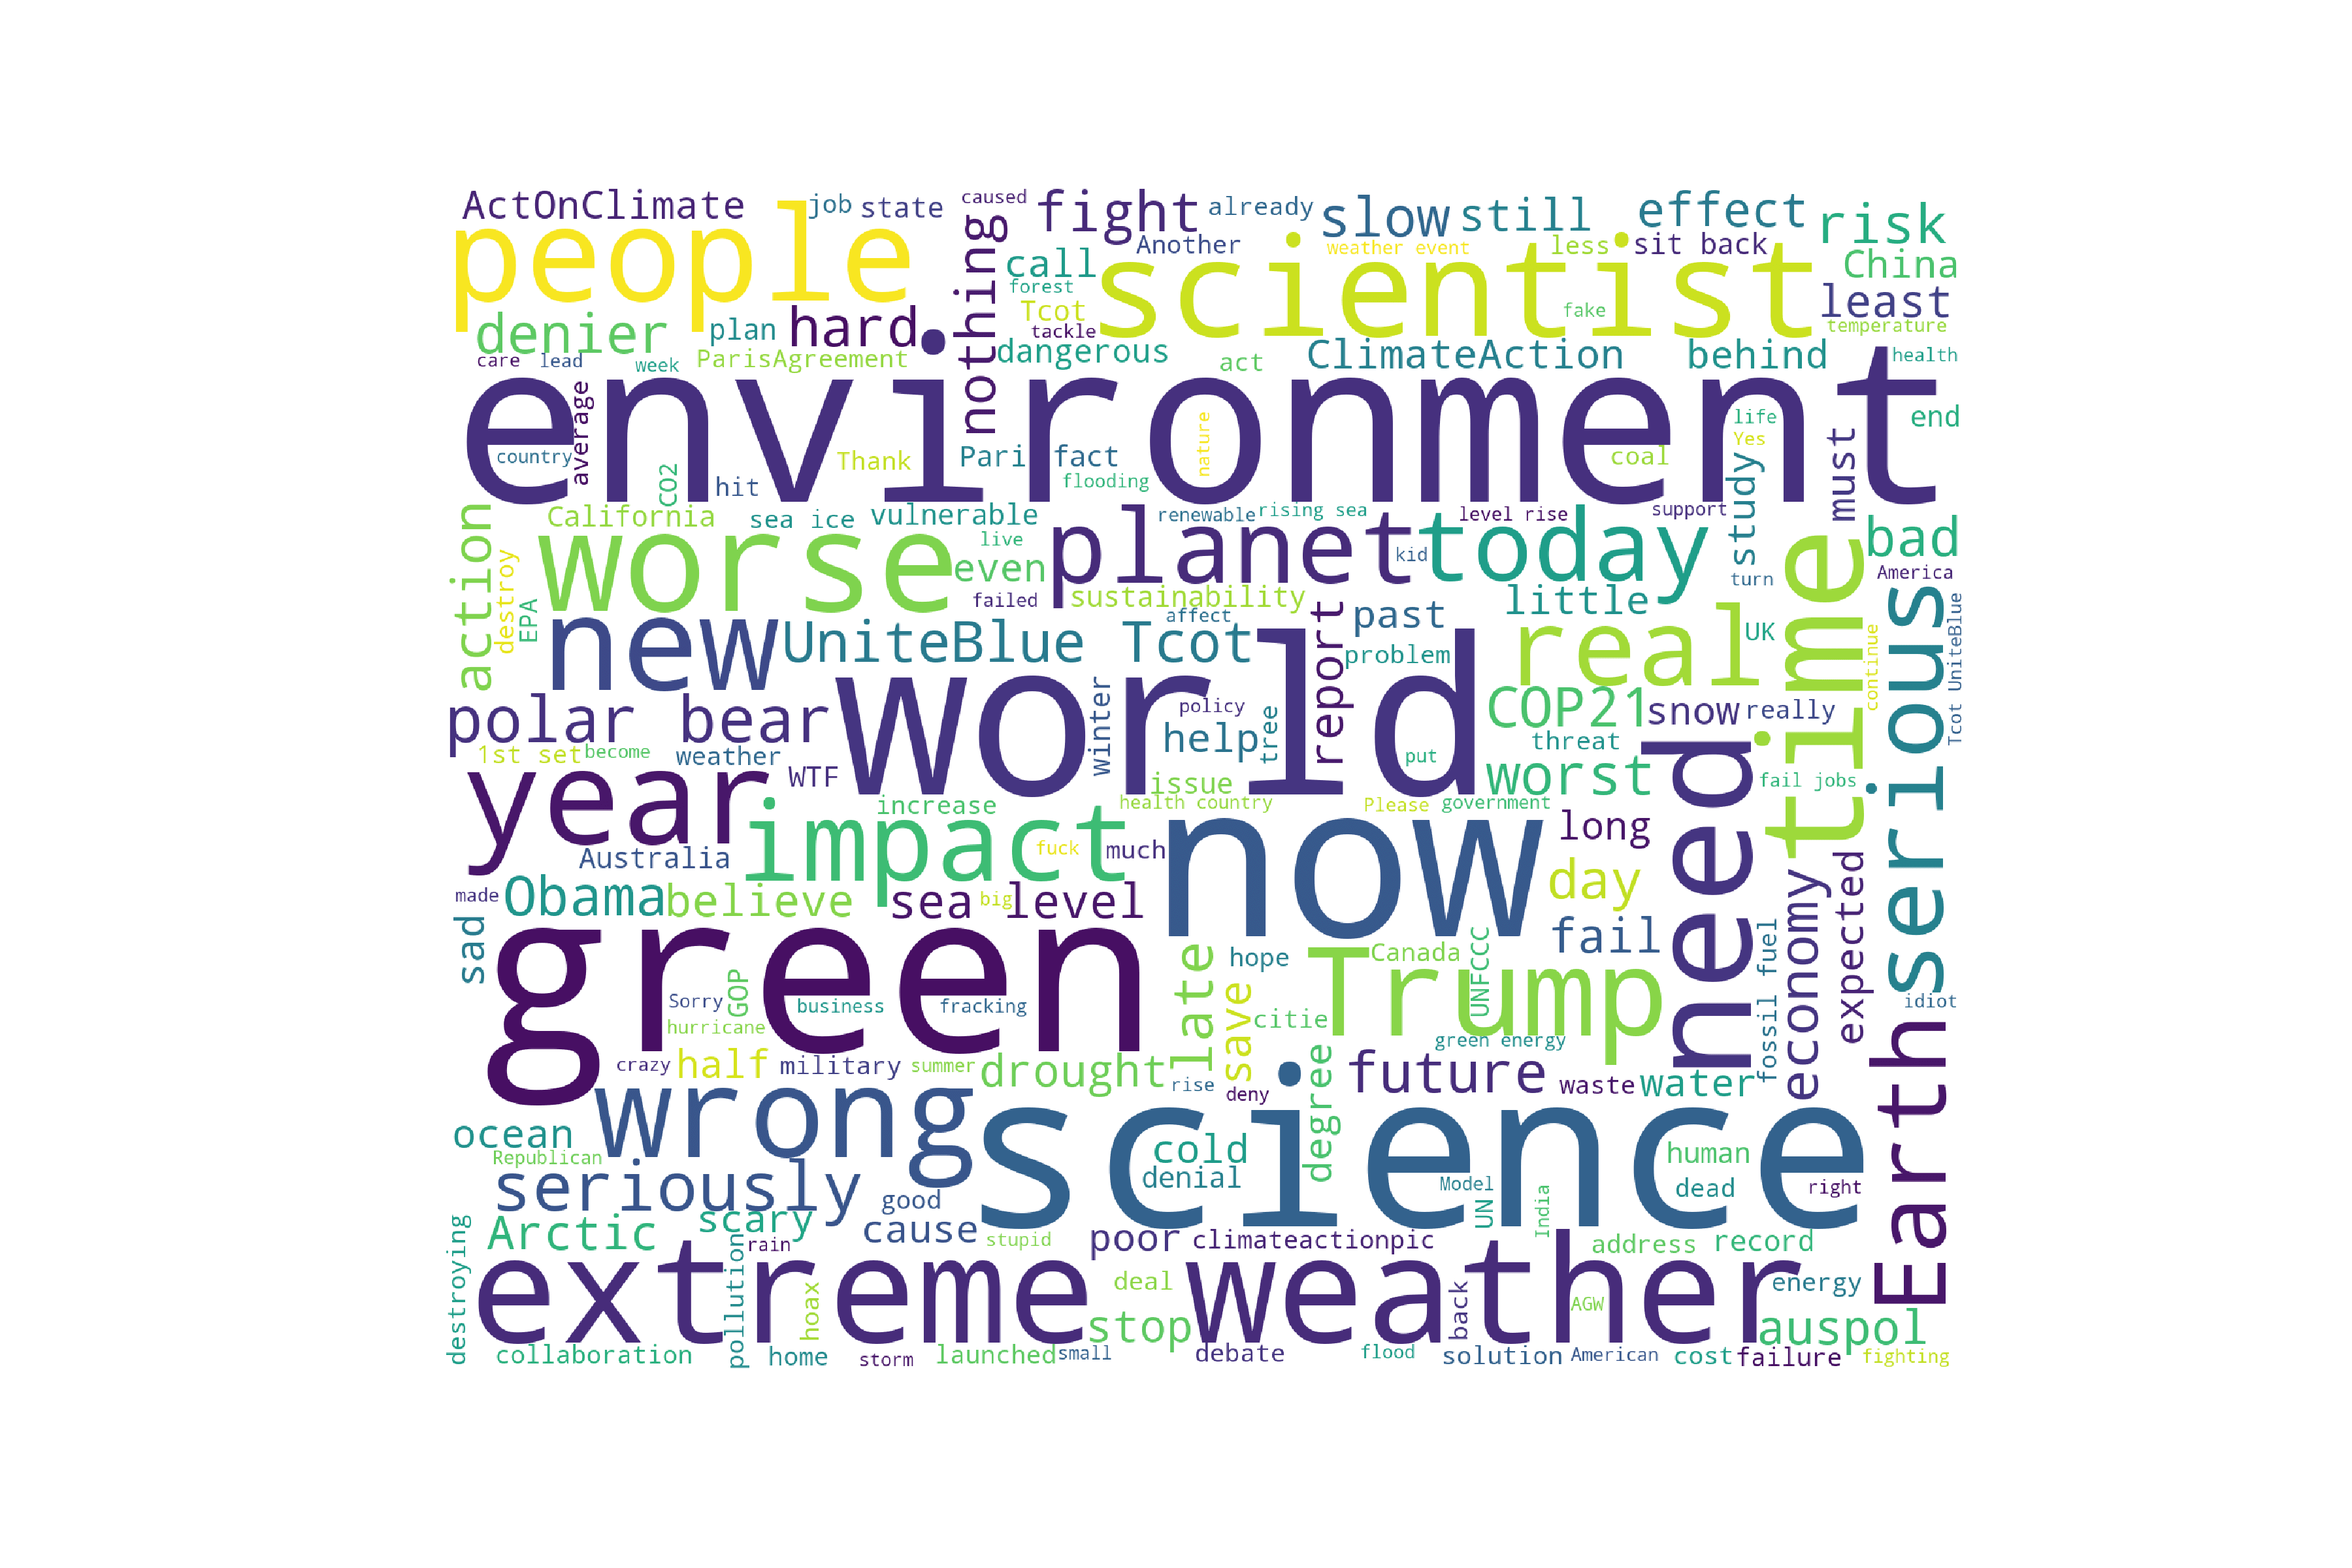 ActOnClimate
people
job
state
caused
nothing
fight
already
slow
still
effect
risk
Another
weather event
less
sit back
scientist
call
China
forest
Tcot
fake
least
denier
plan
hard
tackle
temperature
care
lead
week
ParisAgreement
dangerous
act
ClimateAction
behind
health
environment
average
nature
life
end
country
CO2
hit
Thank
Pari
fact
flooding
coal
Yes
study
must
action
California
sea ice
vulnerable
renewable
rising sea
level rise
support
worse
live
planet
kid
today
bad
destroy
EPA
even
turn
America
failed
sustainability
little
time
serious
new
UniteBlue Tcot
affect
report
past
real
UK
continue
Tcot UniteBlue
problem
world
polar bear
winter
policy
help
tree
COP21
snow
really
1st set
become
weather
WTF
put
threat
need
year
issue
worst
fail jobs
increase
health country
Please
government
impact
now
long
Australia
fuck
much
day
economy
expected
made
Obama
believe
sea
big
level
sad
green
late
hope
Trump
Canada
UNFCCC
fail
fossil fuel
Sorry
GOP
business
fracking
save
citie
idiot
hurricane
green energy
Earth
crazy
half
military
summer
drought
rise
deny
degree
future
waste
water
wrong
science
ocean
Republican
cold
human
seriously
good
denial
Model
UN
India
dead
right
Arctic
scary
cause
stupid
poor
climateactionpic
address
record
destroying
pollution
rain
extreme weather
hoax
deal
back
AGW
energy
stop
auspol
collaboration
home
storm
launched
small
debate
flood
solution
American
cost
failure
fighting